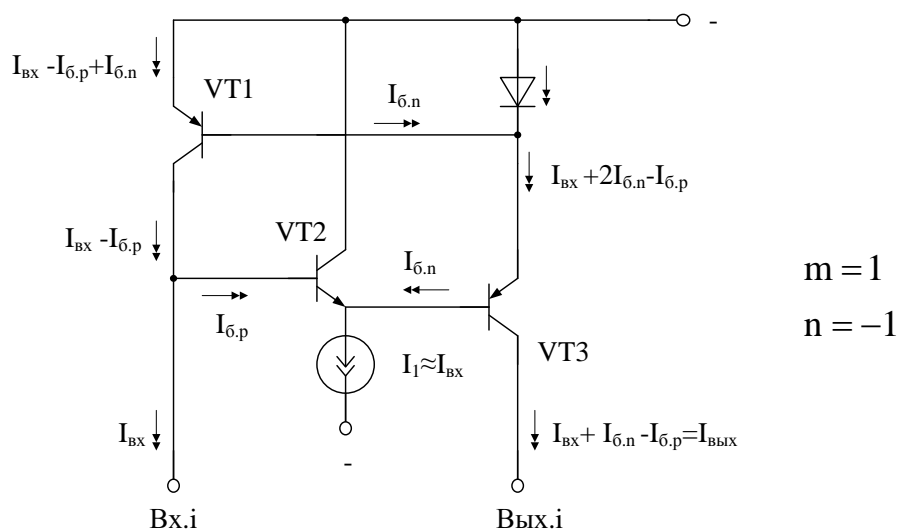 -
Iвх -Iб.p+Iб.n
VT1
Iб.n
Iвх +2Iб.n-Iб.p
Iвх -Iб.p
VT2
Iб.n
m = 1
Iб.p
n = −1
VT3
I1≈Iвх
Iвх
Iвх+ Iб.n -Iб.p=Iвых
-
Вх.i
Вых.i